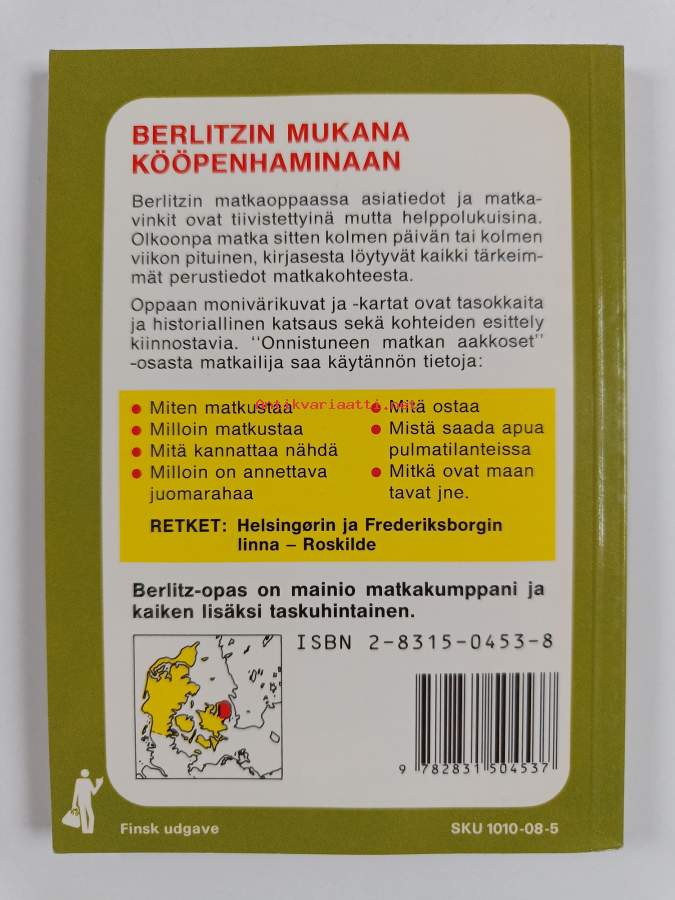 BERLITZIN MUKANA
KÖÖPENHAMINAAN
Berlitzin matkaoppaassa asiatiedot ja matka-
vinkit ovat tiivistettyinä mutta helppolukuisina.
Olkoonpa matka sitten kolmen päivän tai kolmen
viikon pituinen, kirjasesta löytyvät kaikki tärkeim-
mät perustiedot matkakohteesta.
Oppaan monivärikuvat ja -kartat ovat tasokkaita
ja historiallinen katsaus sekä kohteiden esittely
kiinnostavia. "Onnistuneen matkan aakkoset"
-osasta matkailija saa käytännön tietoja:
● Miten matkustaa
● Milloin matkustaa
● Mitä kannattaa nähdä
● Milloin on annettava
juomarahaa
● Mitä ostaa
● Mistä saada apua
pulmatilanteissa
● Mitkä ovat maan
tavat jne.
Antikvariaatti.net
RETKET: Helsingørin ja Frederiksborgin
linna – Roskilde
Berlitz-opas on mainio matkakumppani ja
kaiken lisäksi taskuhintainen.
ISBN 2-8315-0453-8
9 782831 504537
Finsk udgave
SKU 1010-08-5